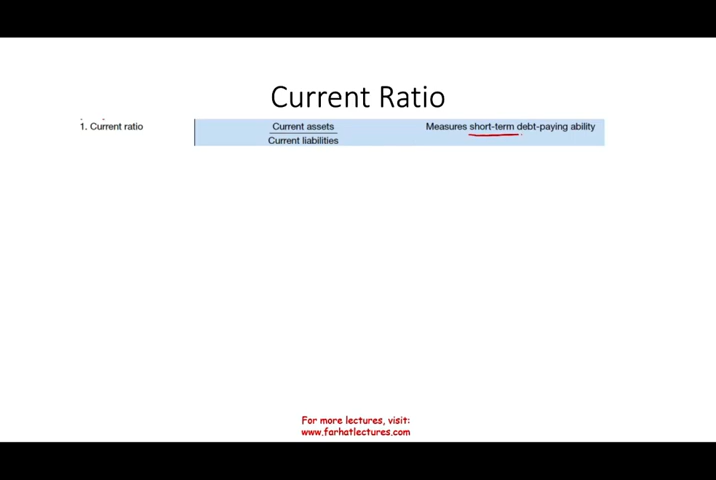 Current Ratio
1. Current ratio
Current assets
Current liabilities
Measures short-term debt-paying ability
For more lectures, visit:
www.farhatlectures.com